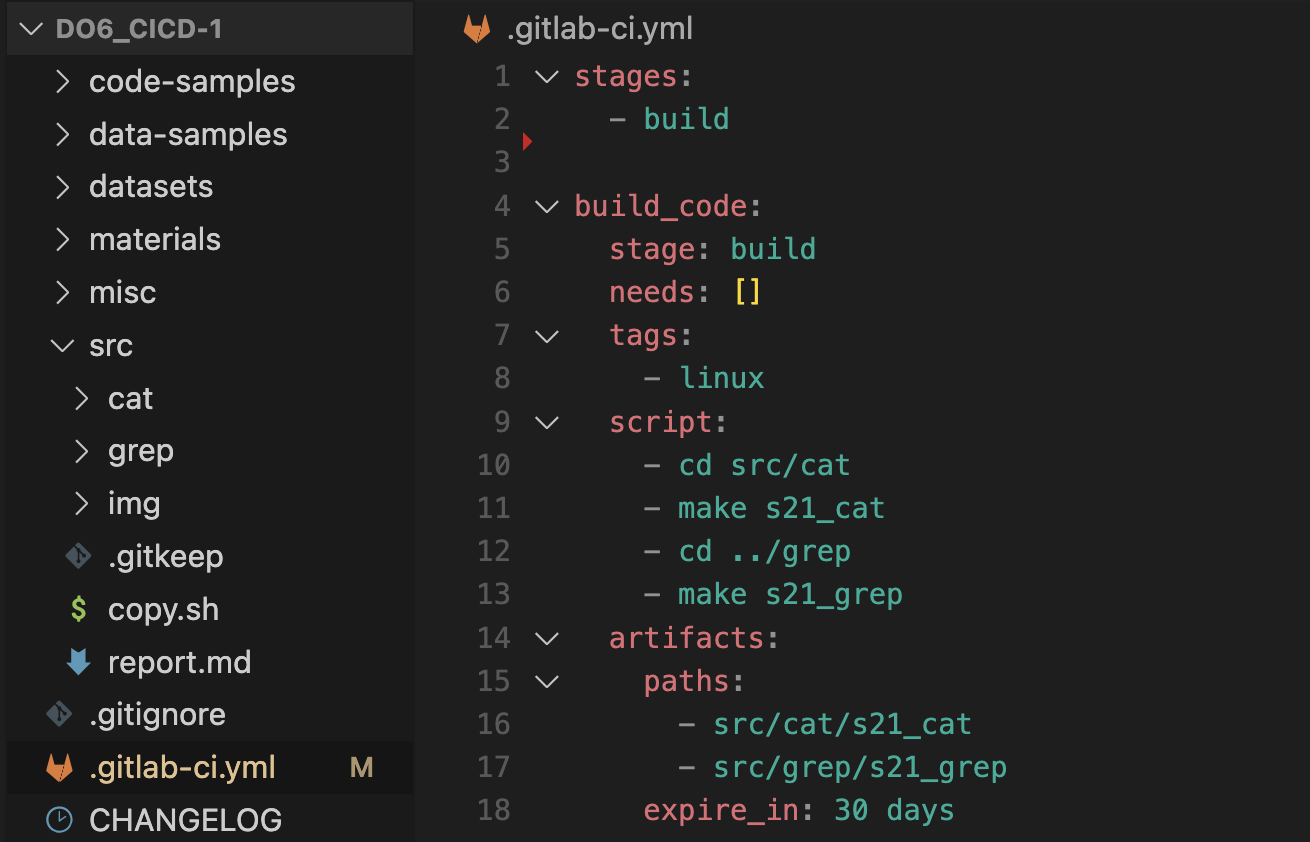 DO6_CICD-1
code-samples
data-samples
datasets
materials
misc
src
cat
grep
img
.gitkeep
$ copy.sh
report.md
.gitignore
.gitlab-ci.yml M
CHANGELOG
.gitlab-ci.yml
1 stages:
2 - build
3
4 build_code:
5 stage: build
6 needs: []
7 tags:
8 - linux
9 script:
10 - cd src/cat
11 - make s21_cat
12 - cd ../grep
13 - make s21_grep
14 artifacts:
15 paths:
16 - src/cat/s21_cat
17 - src/grep/s21_grep
18 expire_in: 30 days